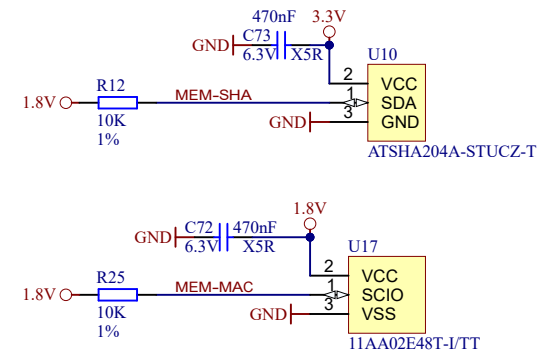 470nF 3.3V
C73
GND
6.3V X5R
U10
2 VCC
R12
MEM-SHA 1 SDA
1.8V
3 GND
GND
10K
1%
ATSHA204A-STUCZ-T
1.8V
C72 470nF
GND
6.3V X5R
U17
2 VCC
R25
MEM-MAC 1 SCIO
1.8V
3 VSS
GND
10K
1%
11AA02E48T-I/TT